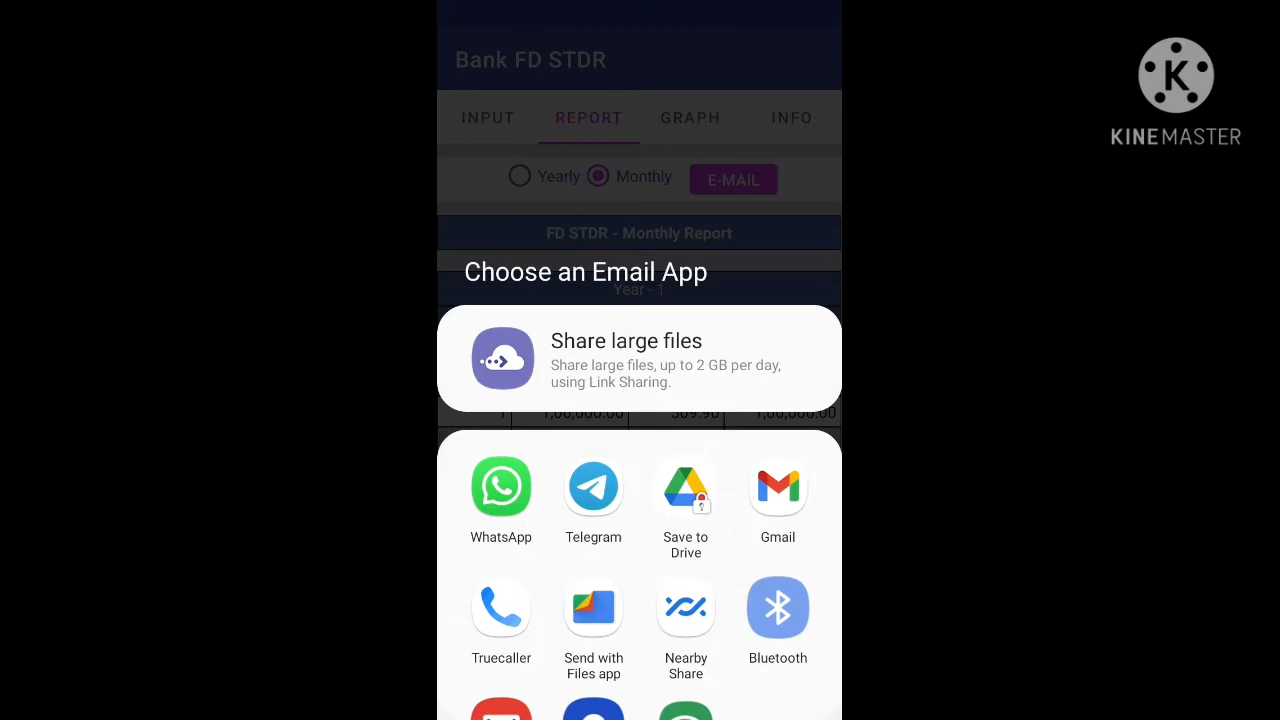 Bank FD STDR
INPUT REPORT GRAPH INFO
Yearly Monthly E-MAIL
FD STDR - Monthly Report
Choose an Email App
Year - 1
Share large files
Share large files, up to 2 GB per day,
using Link Sharing.
1 1,00,000.00 509.90 1,00,000.00
WhatsApp Telegram Save to Drive Gmail
Truecaller Send with Files app Nearby Share Bluetooth
K
KINEMASTER